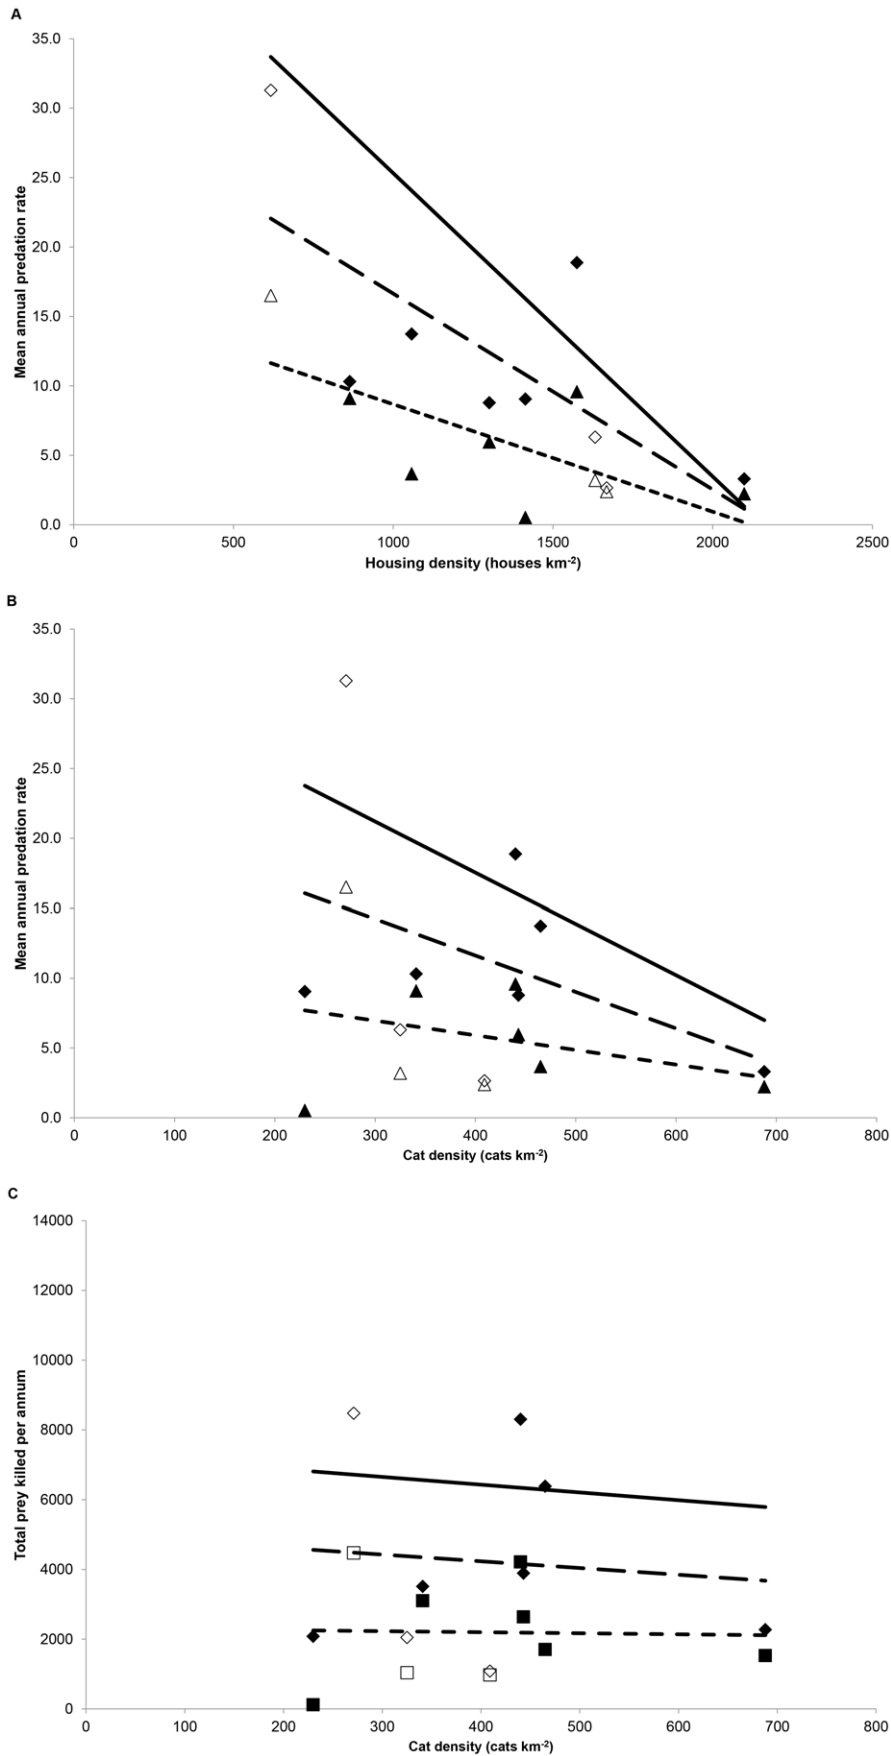 A
35.0
30.0
25.0
20.0
15.0
10.0
5.0
0.0
Mean annual predation rate
0 500 1000 1500 2000 2500
Housing density (houses km-2)
B
35.0
30.0
25.0
20.0
15.0
10.0
5.0
0.0
Mean annual predation rate
0 100 200 300 400 500 600 700 800
Cat density (cats km-2)
C
14000
12000
10000
8000
6000
4000
2000
0
Total prey killed per annum
0 100 200 300 400 500 600 700 800
Cat density (cats km-2)